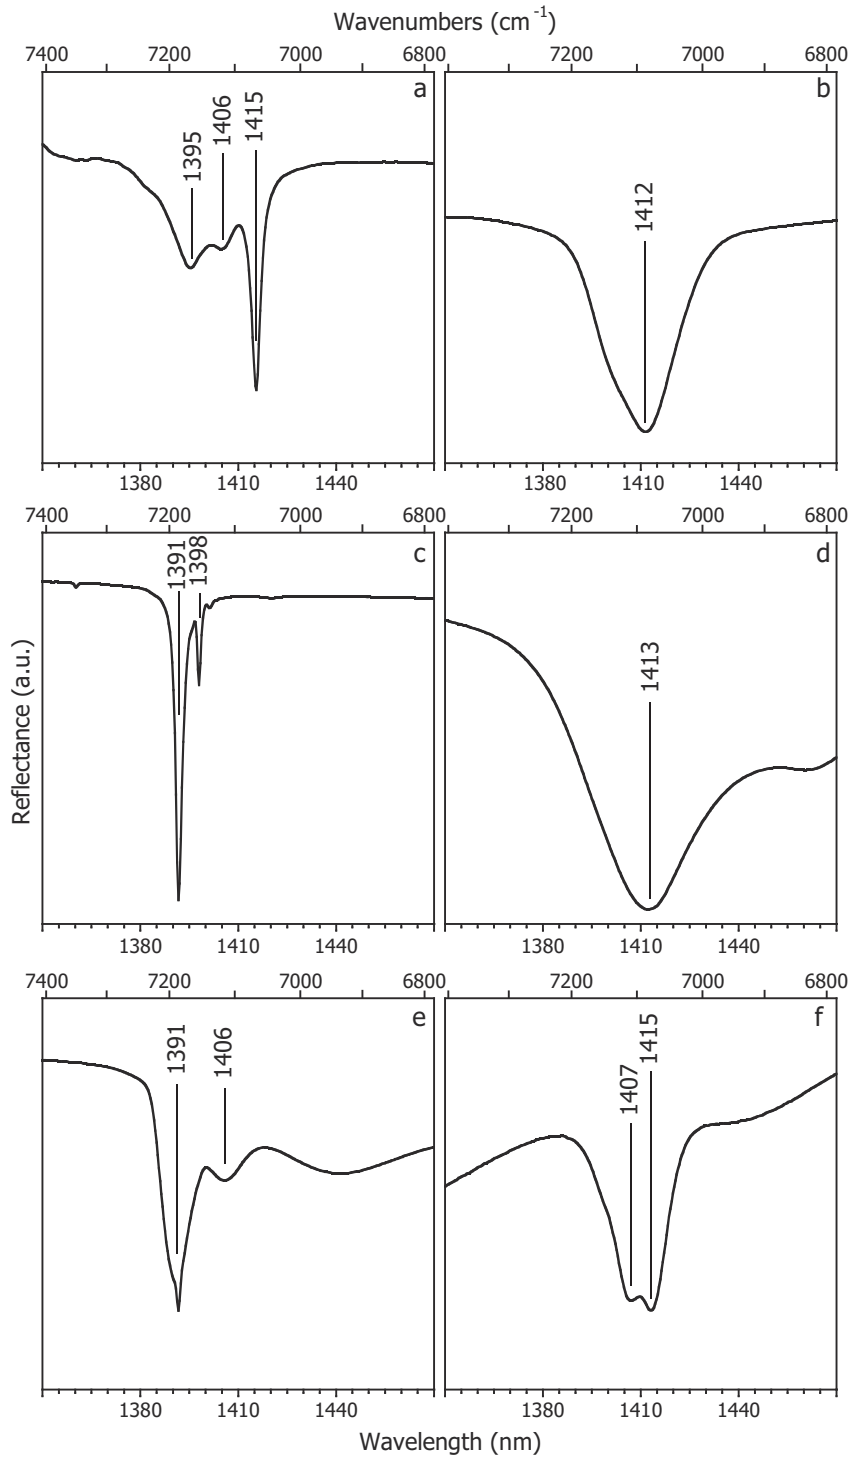 Wavenumbers (cm-1)
7400 7200 7000 6800 7200 7000 6800
a 1395 1406 1415
b 1412
1380 1410 1440 1380 1410 1440
7400 7200 7000 6800 7200 7000 6800
c 1391 1398
d 1413
Reflectance (a.u.)
1380 1410 1440 1380 1410 1440
7400 7200 7000 6800 7200 7000 6800
e 1391 1406
f 1407 1415
1380 1410 1440 1380 1410 1440
Wavelength (nm)